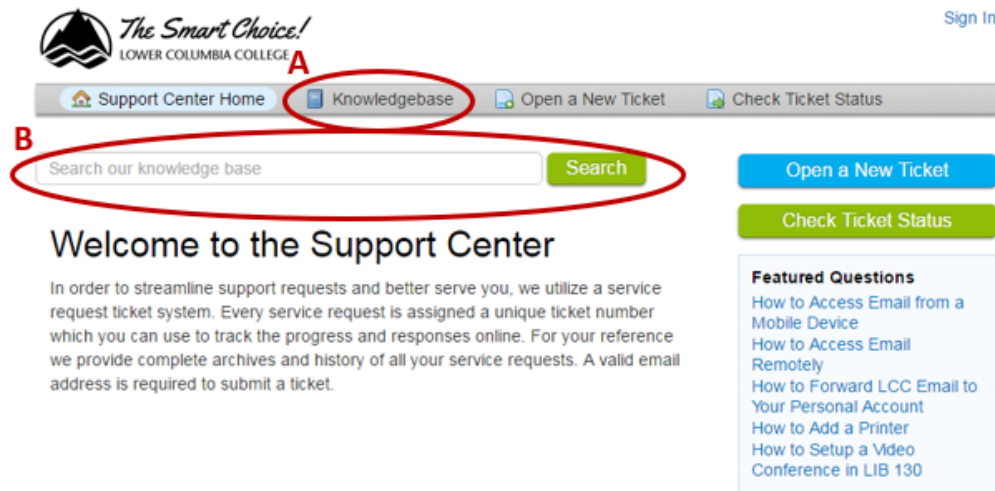 The Smart Choice!
LOWER COLUMBIA COLLEGE
Sign In
A
Support Center Home
Knowledgebase
Open a New Ticket
Check Ticket Status
B
Search our knowledge base
Search
Welcome to the Support Center
In order to streamline support requests and better serve you, we utilize a service
request ticket system. Every service request is assigned a unique ticket number
which you can use to track the progress and responses online. For your reference
we provide complete archives and history of all your service requests. A valid email
address is required to submit a ticket.
Open a New Ticket
Check Ticket Status
Featured Questions
How to Access Email from a
Mobile Device
How to Access Email
Remotely
How to Forward LCC Email to
Your Personal Account
How to Add a Printer
How to Setup a Video
Conference in LIB 130